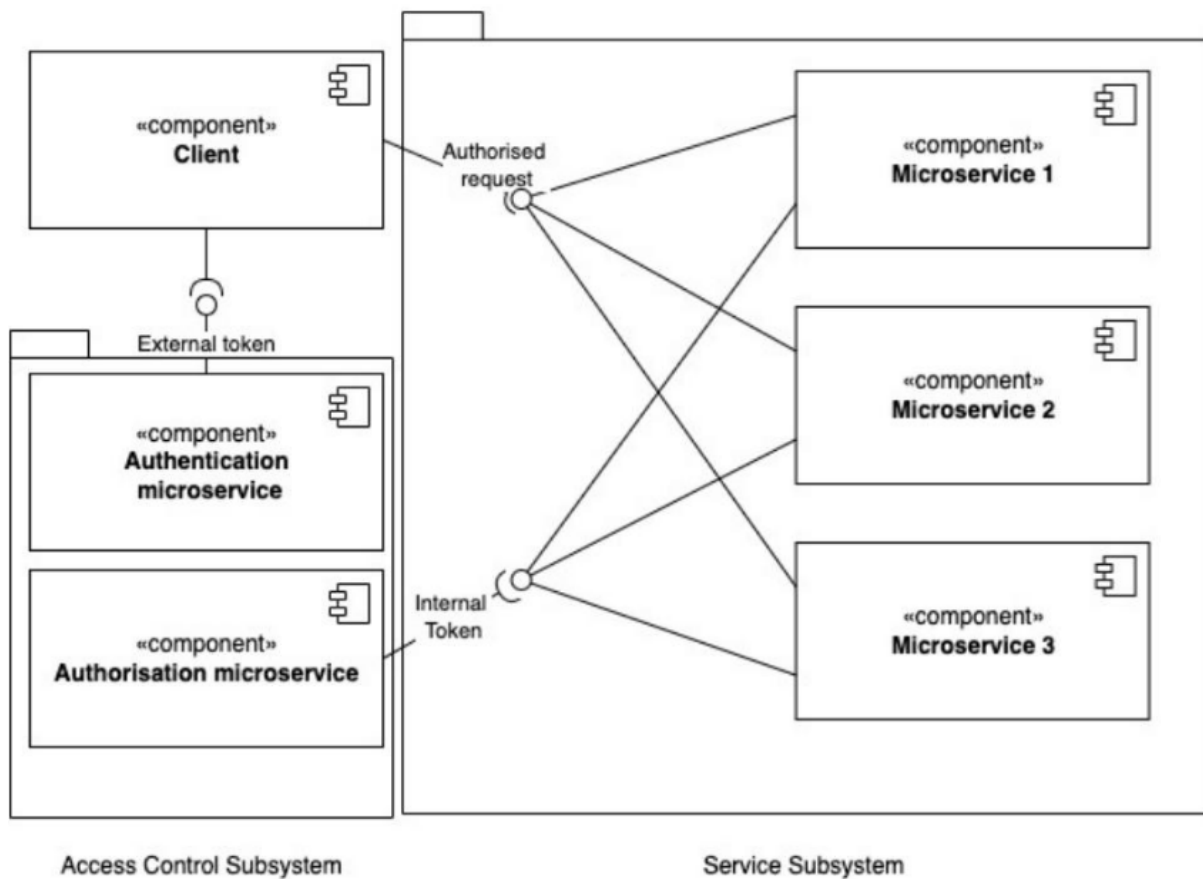 «component»
Client
Authorised
request
External token
«component»
Authentication
microservice
«component»
Authorisation microservice
Internal
Token
«component»
Microservice 1
«component»
Microservice 2
«component»
Microservice 3
Access Control Subsystem
Service Subsystem